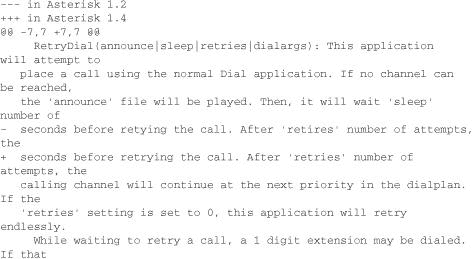 --- in Asterisk 1.2
+++ in Asterisk 1.4
@@ -7,7 +7,7 @@
RetryDial(announce|sleep|retries|dialargs): This application
will attempt to
place a call using the normal Dial application. If no channel can
be reached,
the 'announce' file will be played. Then, it will wait 'sleep'
number of
- seconds before retying the call. After 'retires' number of attempts,
the
+ seconds before retrying the call. After 'retries' number of
attempts, the
calling channel will continue at the next priority in the dialplan.
If the
'retries' setting is set to 0, this application will retry
endlessly.
While waiting to retry a call, a 1 digit extension may be dialed.
If that